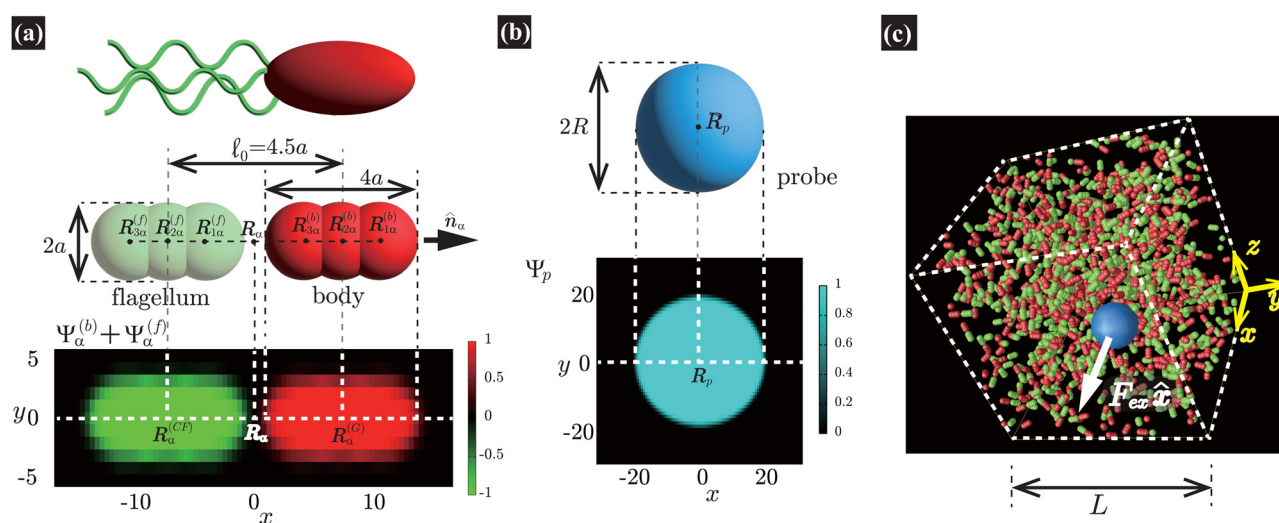 (a)
ℓ₀=4.5a
4a
2a
R₃α^(f) R₂α^(f) R₁α^(f) Rα R₃α^(b) R₂α^(b) R₁α^(b) n̂α
flagellum body
Ψα^(b)+Ψα^(f)
5
y 0
-5
Rα^(CF) Rα Rα^(G)
-10 0 10
x
1
0.5
0
-0.5
-1
(b)
2R
Rp
probe
Ψp
20
y 0
-20
Rp
-20 0 20
x
1
0.8
0.6
0.4
0.2
0
(c)
z
y
x
Fex x̂
L